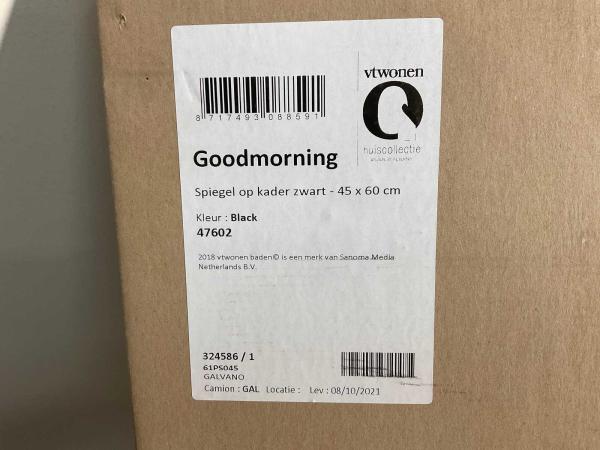 vtwonen
huiscollectie
8 717493 088591
Goodmorning
Spiegel op kader zwart - 45 x 60 cm
Kleur : Black
47602
2018 vtwonen baden© is een merk van Sanoma Media
Netherlands B.V.
324586 / 1
61PS045
GALVANO
Camion : GAL Locatie : Lev : 08/10/2021